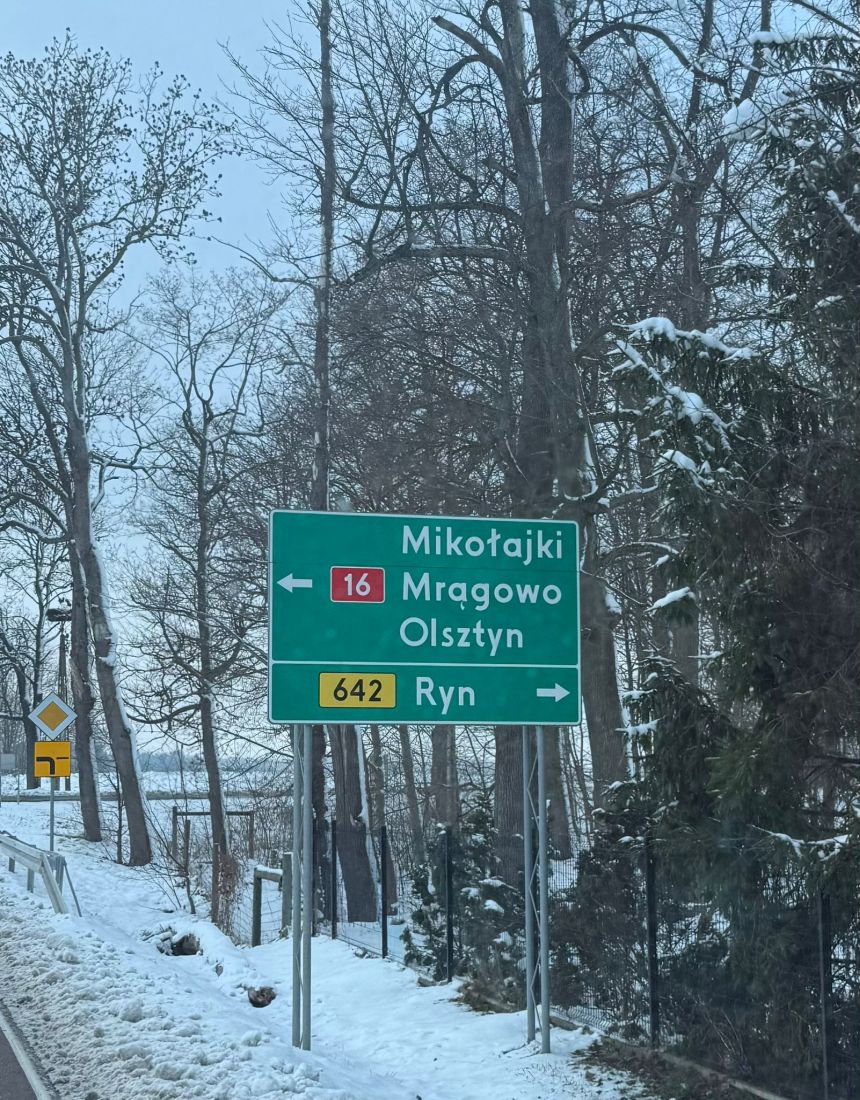 Mikołajki
16 Mrągowo
Olsztyn
642 Ryn